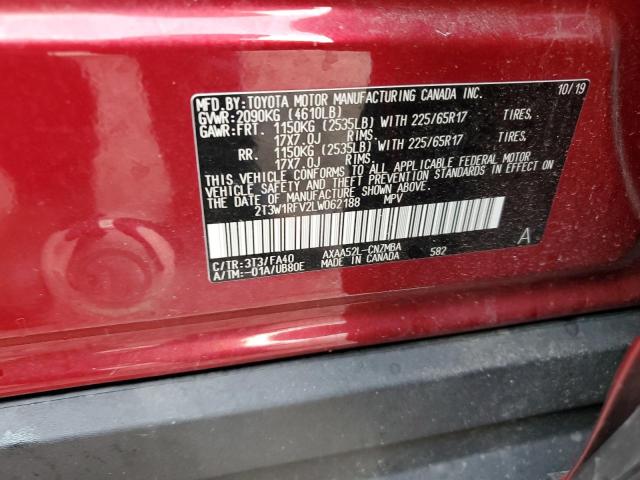 MFD.BY:TOYOTA MOTOR MANUFACTURING CANADA INC. 10/19
GVWR:2090KG (4610LB)
GAWR:FRT. 1150KG (2535LB) WITH 225/65R17 TIRES,
17X7.0J RIMS.
RR. 1150KG (2535LB) WITH 225/65R17 TIRES,
17X7.0J RIMS.
THIS VEHICLE CONFORMS TO ALL APPLICABLE FEDERAL MOTOR
VEHICLE SAFETY AND THEFT PREVENTION STANDARDS IN EFFECT ON
THE DATE OF MANUFACTURE SHOWN ABOVE.
2T3W1RFV2LW062188 MPV
A
C/TR:3T3/FA40 AXAA52L-CNZMBA 582
A/TM:-01A/UB80E MADE IN CANADA